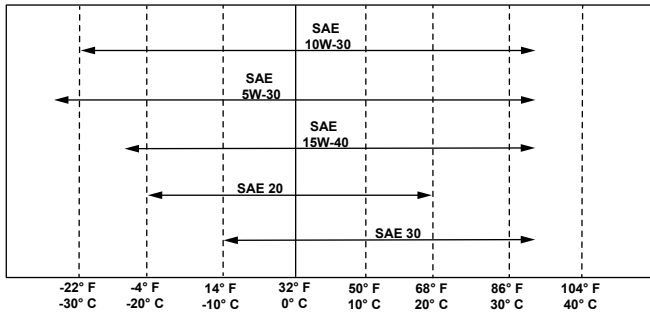 SAE
10W-30
SAE
5W-30
SAE
15W-40
SAE 20
SAE 30
-22° F -4° F 14° F 32° F 50° F 68° F 86° F 104° F
-30° C -20° C -10° C 0° C 10° C 20° C 30° C 40° C